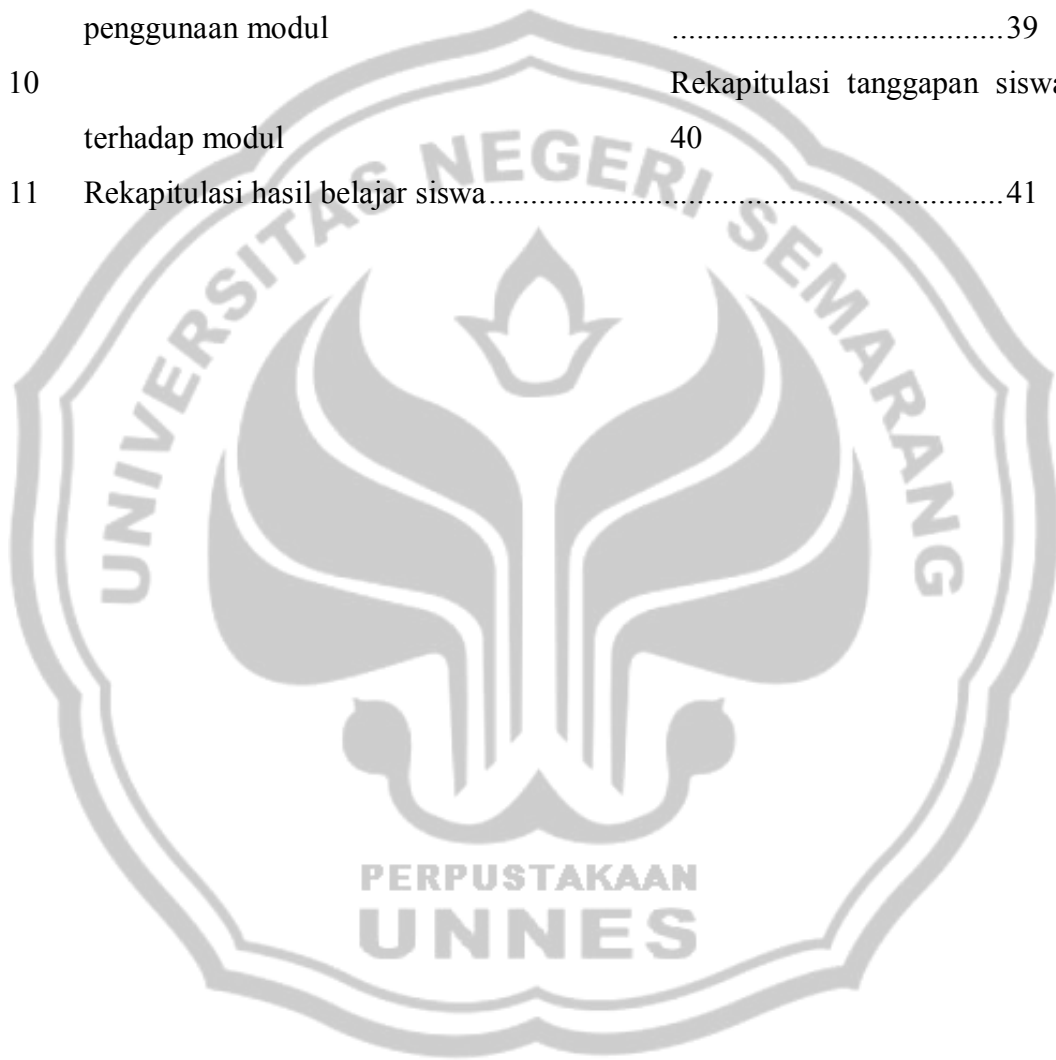 penggunaan modul ....................................39
10 Rekapitulasi tanggapan siswa
terhadap modul 40
11 Rekapitulasi hasil belajar siswa........................................................41
UNIVERSITAS NEGERI SEMARANG
PERPUSTAKAAN
UNNES